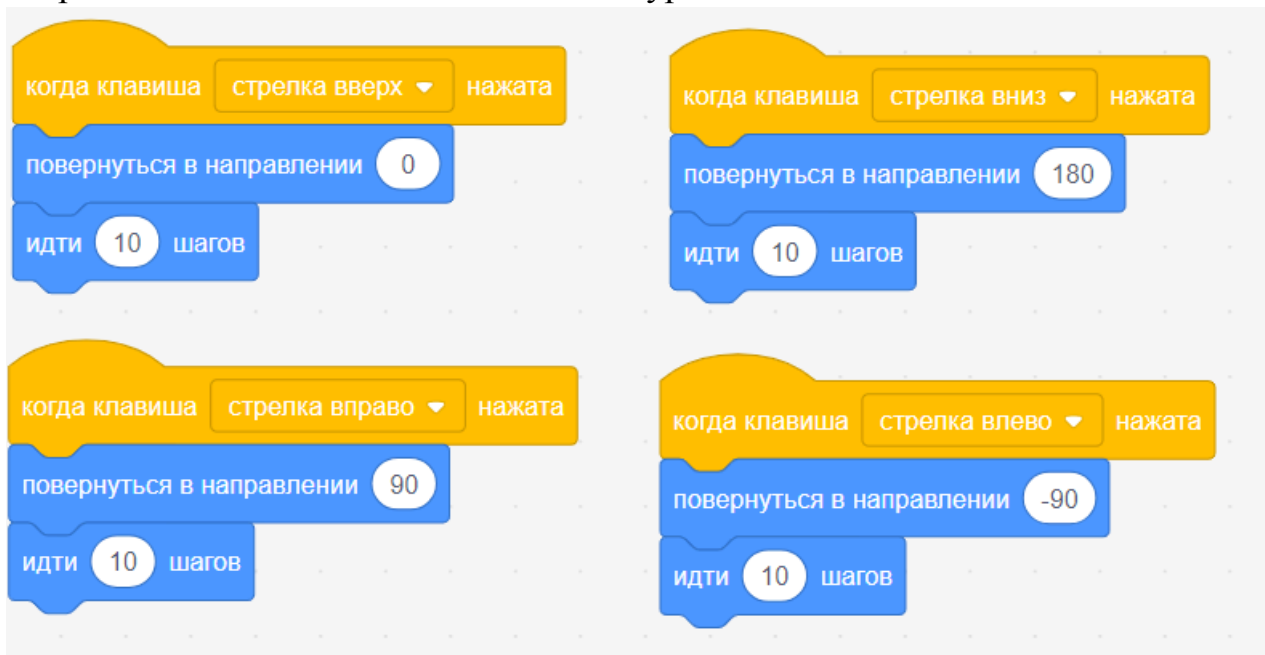 когда клавиша стрелка вверх нажата
повернуться в направлении 0
идти 10 шагов
когда клавиша стрелка вниз нажата
повернуться в направлении 180
идти 10 шагов
когда клавиша стрелка вправо нажата
повернуться в направлении 90
идти 10 шагов
когда клавиша стрелка влево нажата
повернуться в направлении -90
идти 10 шагов